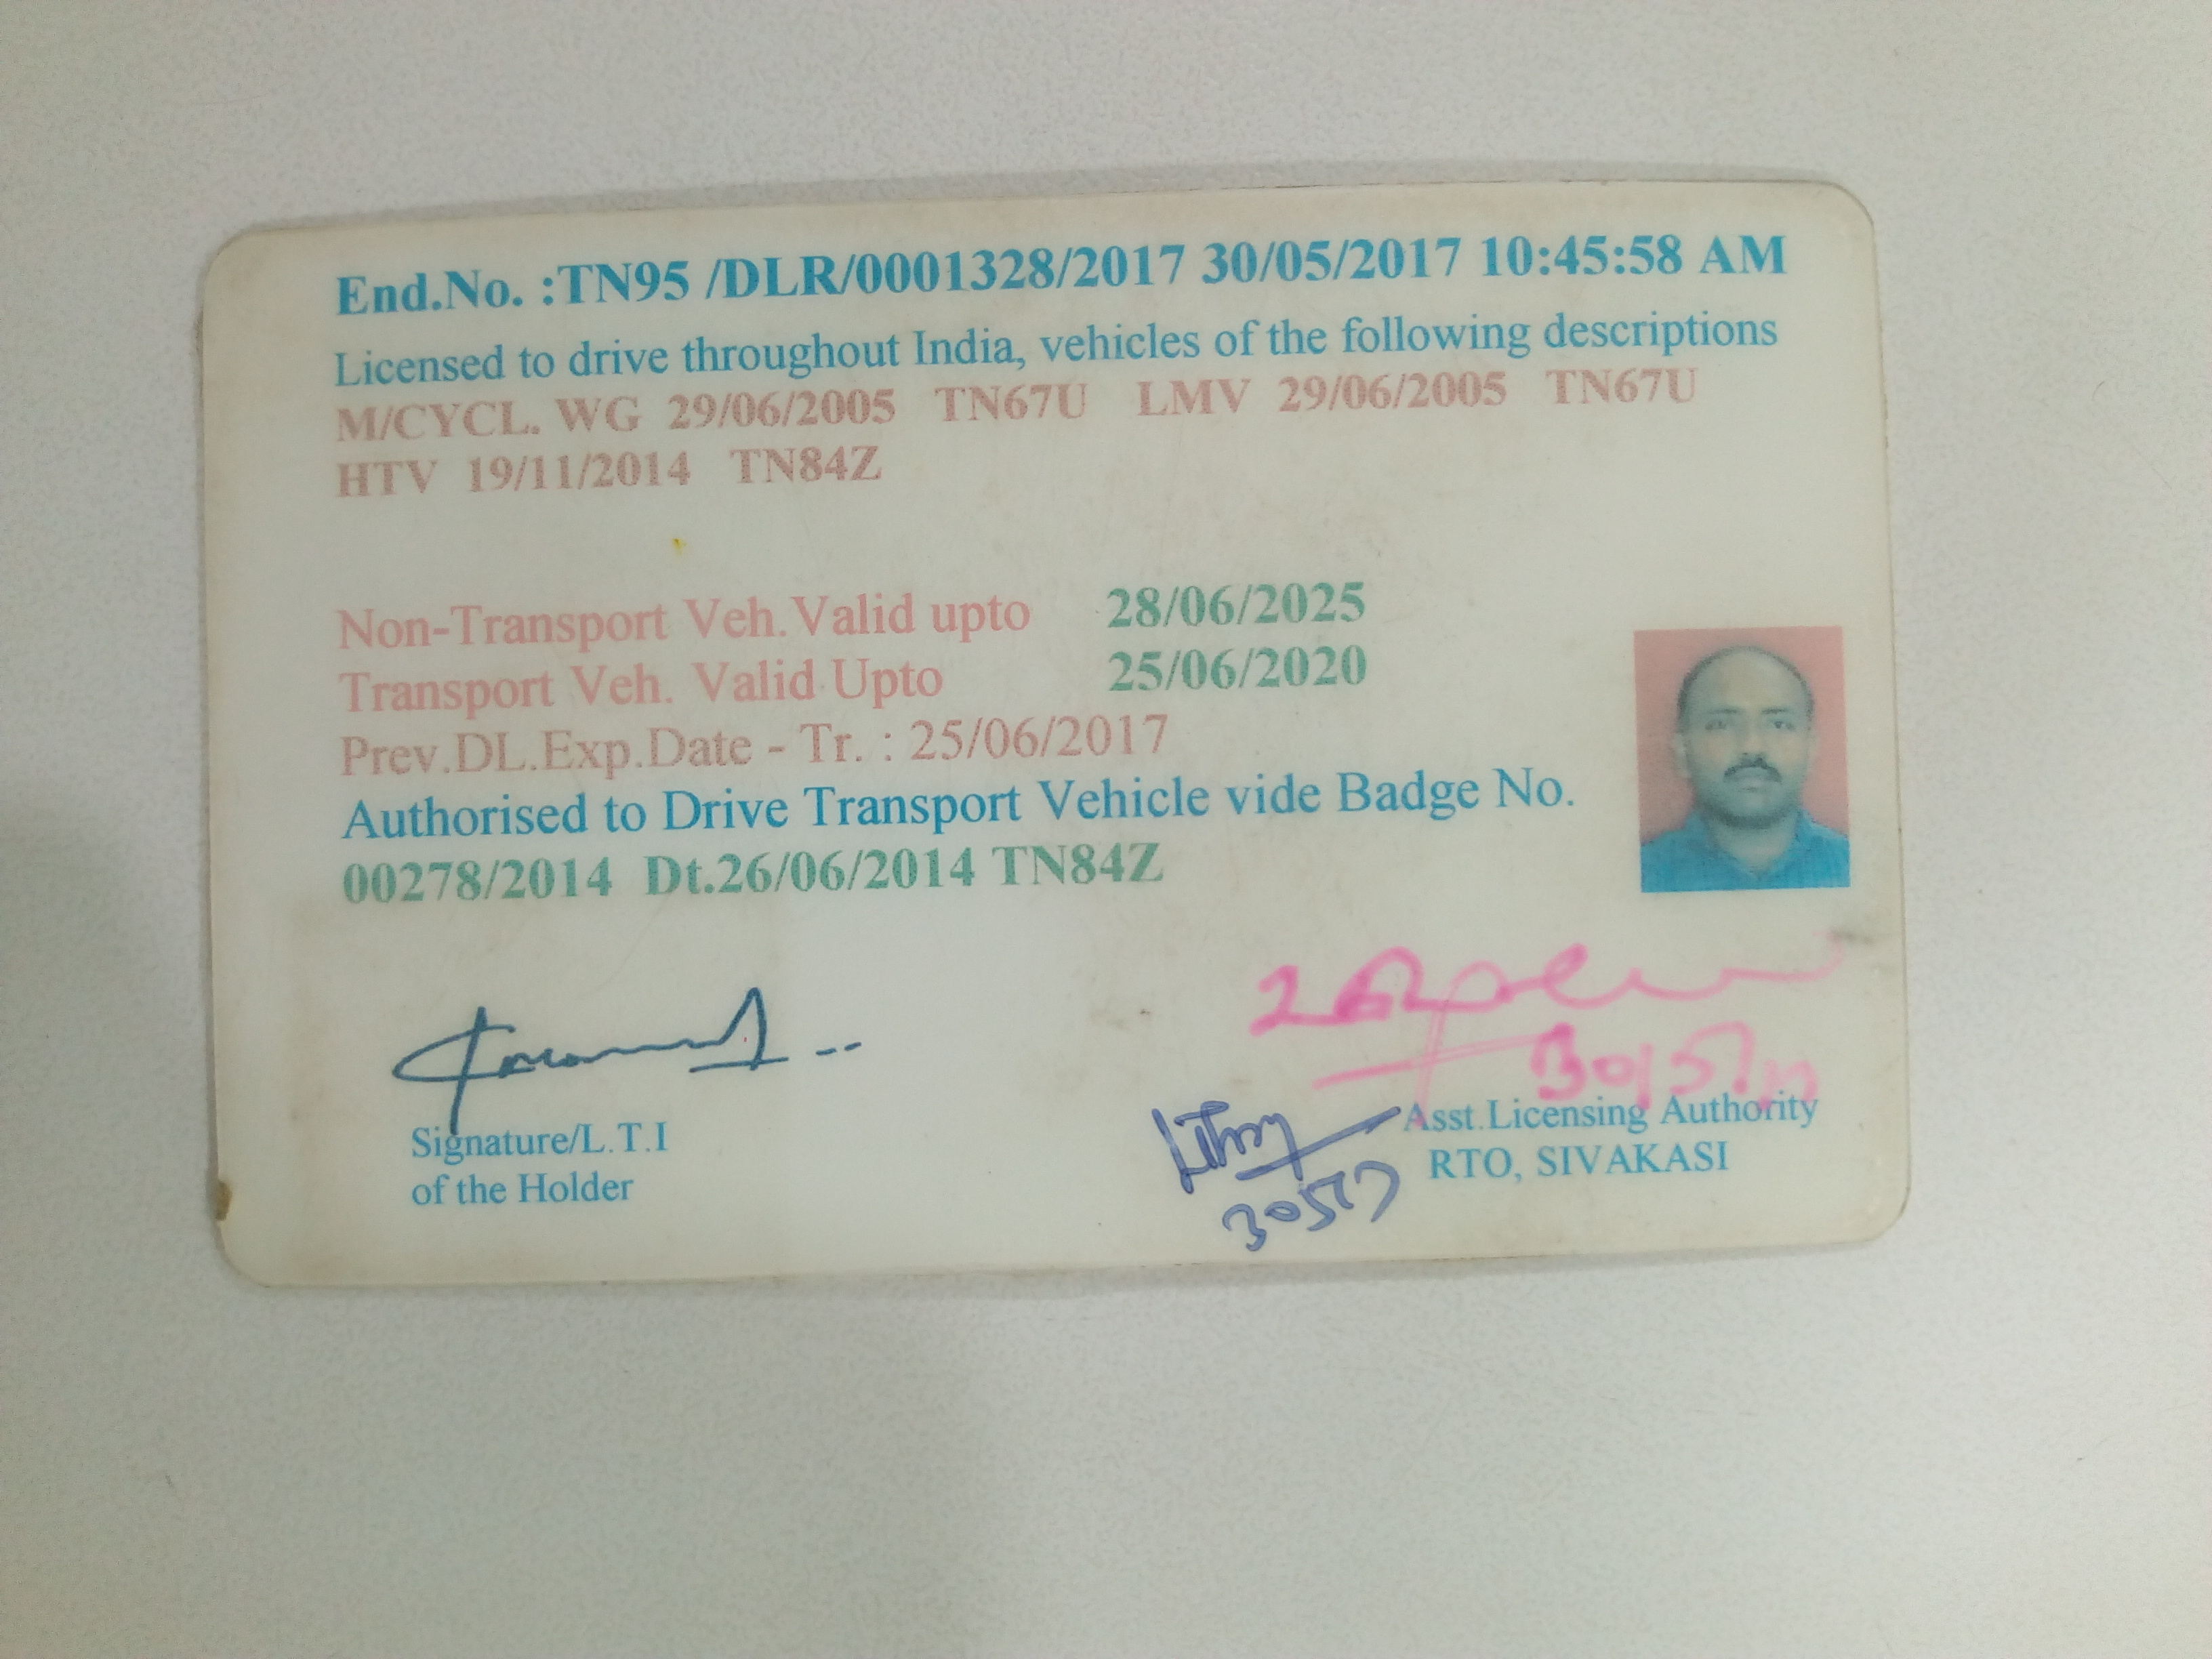 End.No. :TN95 /DLR/0001328/2017 30/05/2017 10:45:58 AM
Licensed to drive throughout India, vehicles of the following descriptions
M/CYCL. WG 29/06/2005 TN67U LMV 29/06/2005 TN67U
HTV 19/11/2014 TN84Z
Non-Transport Veh.Valid upto 28/06/2025
Transport Veh. Valid Upto 25/06/2020
Prev.DL.Exp.Date - Tr. : 25/06/2017
Authorised to Drive Transport Vehicle vide Badge No.
00278/2014 Dt.26/06/2014 TN84Z
Signature/L.T.I
of the Holder
Asst.Licensing Authority
RTO, SIVAKASI